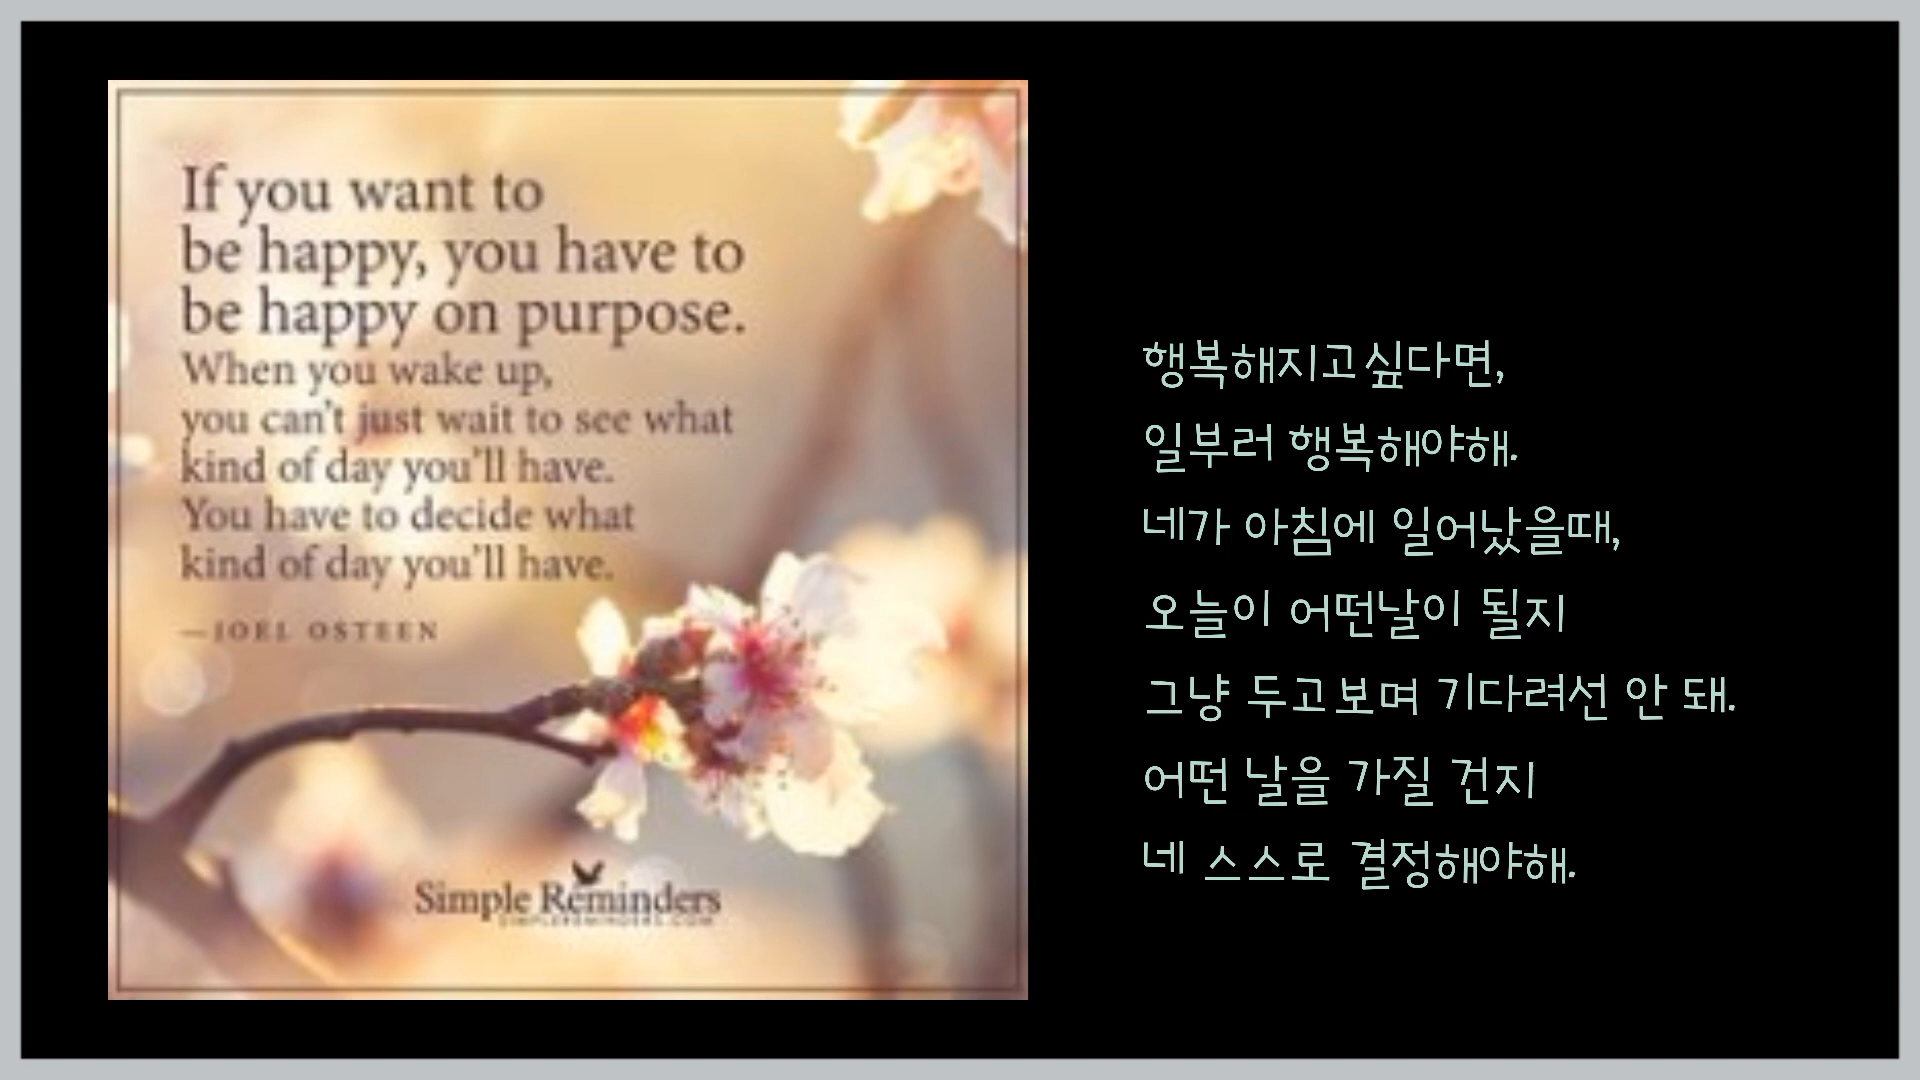 If you want to
be happy, you have to
be happy on purpose.
When you wake up,
you can't just wait to see what
kind of day you'll have.
You have to decide what
kind of day you'll have.
—JOEL OSTEEN
Simple Reminders
SIMPLEREMINDERS.COM
행복해지고싶다면,
일부러 행복해야해.
네가 아침에 일어났을때,
오늘이 어떤날이 될지
그냥 두고보며 기다려선 안 돼.
어떤 날을 가질 건지
네 스스로 결정해야해.